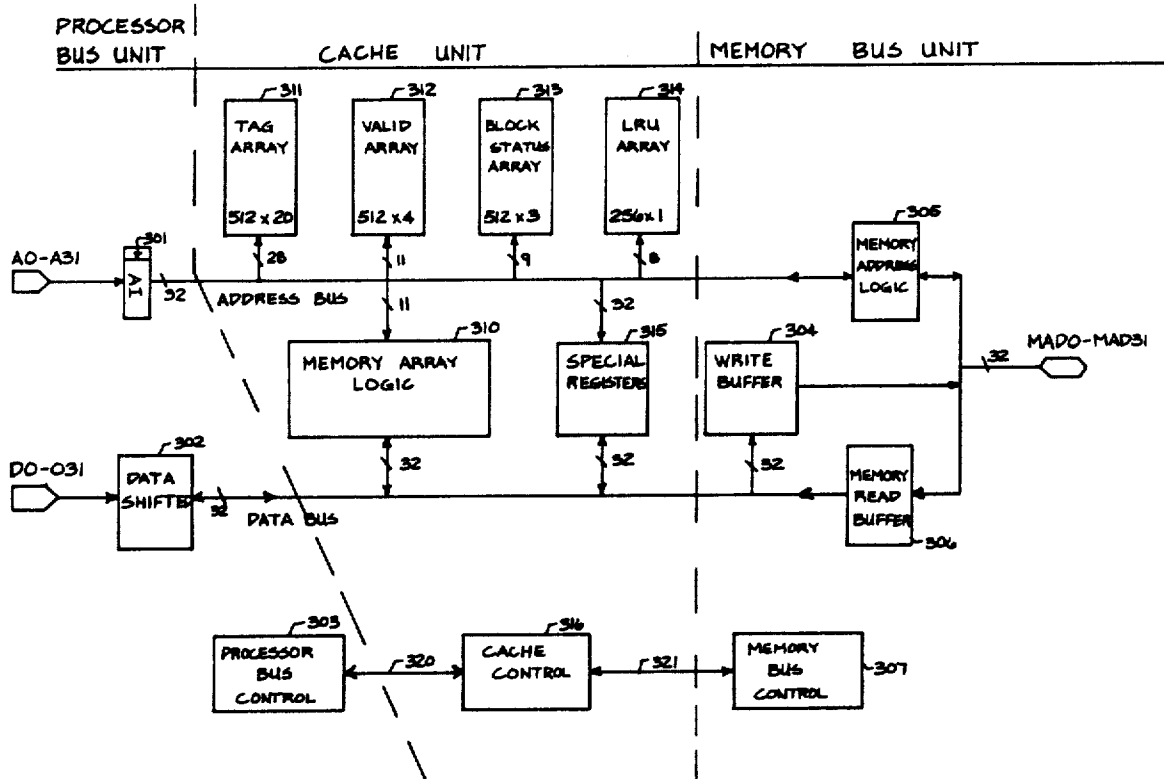 PROCESSOR
BUS UNIT
CACHE UNIT
MEMORY BUS UNIT
311
312
313
314
TAG
ARRAY
512 x 20
VALID
ARRAY
512 x 4
BLOCK
STATUS
ARRAY
512 x 3
LRU
ARRAY
256 x 1
28
11
9
8
A0-A31
301
AI
32
ADDRESS BUS
11
32
305
MEMORY
ADDRESS
LOGIC
310
MEMORY ARRAY
LOGIC
315
SPECIAL
REGISTERS
304
WRITE
BUFFER
MAD0-MAD31
32
D0-O31
302
DATA
SHIFTE
32
DATA BUS
32
32
32
MEMORY
READ
BUFFER
306
303
PROCESSOR
BUS
CONTROL
320
316
CACHE
CONTROL
321
MEMORY
BUS
CONTROL
307